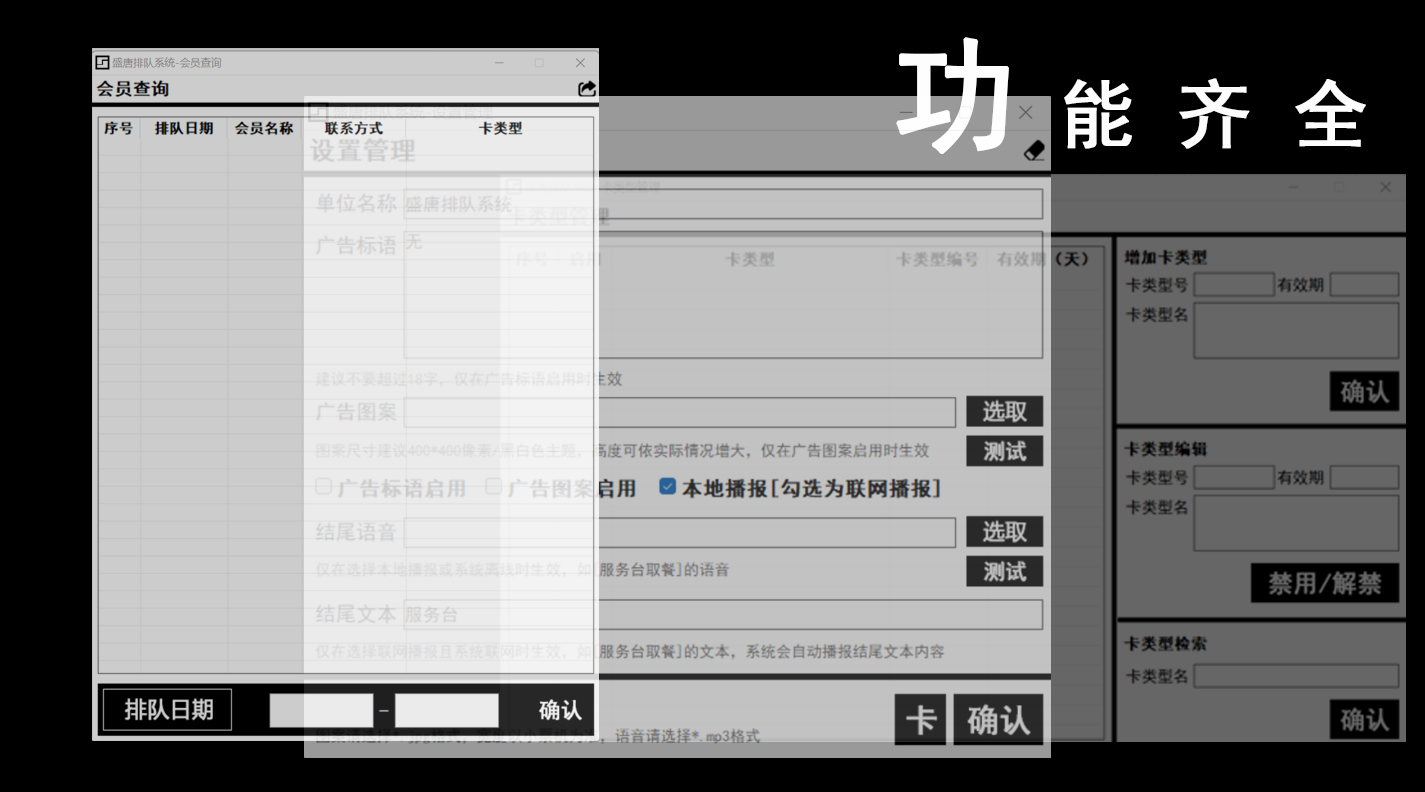 功能齐全
盛唐排队系统-会员查询
会员查询
序号 排队日期 会员名称 联系方式 卡类型
排队日期 - 确认
盛唐排队系统-设置管理
设置管理
单位名称 盛唐排队系统
广告标语 无
建议不要超过18字，仅在广告标语启用时生效
广告图案 选取
图案尺寸建议400*400像素/黑白色主题，高度可依实际情况增大，仅在广告图案启用时生效 测试
广告标语启用 广告图案启用 本地播报[勾选为联网播报]
结尾语音 选取
仅在选择本地播报或系统离线时生效，如[服务台取餐]的语音 测试
结尾文本 服务台
仅在选择联网播报且系统联网时生效，如[服务台取餐]的文本，系统会自动播报结尾文本内容
图案请选择*.jpg格式，宽度以小票机为准，语音请选择*.mp3格式 卡 确认
卡类型管理
卡类型管理
序号 启用 卡类型 卡类型编号 有效期（天）
增加卡类型
卡类型号 有效期
卡类型名
确认
卡类型编辑
卡类型号 有效期
卡类型名
禁用/解禁
卡类型检索
卡类型名
确认